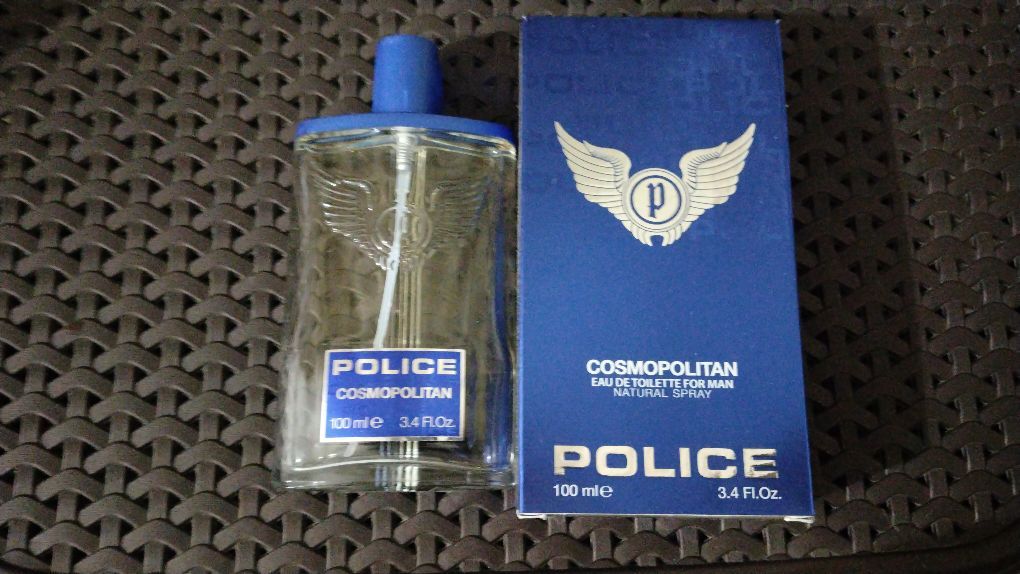 POLICE
COSMOPOLITAN
100 ml e 3.4 Fl.Oz.
P
COSMOPOLITAN
EAU DE TOILETTE FOR MAN
NATURAL SPRAY
POLICE
100 ml e 3.4 Fl.Oz.